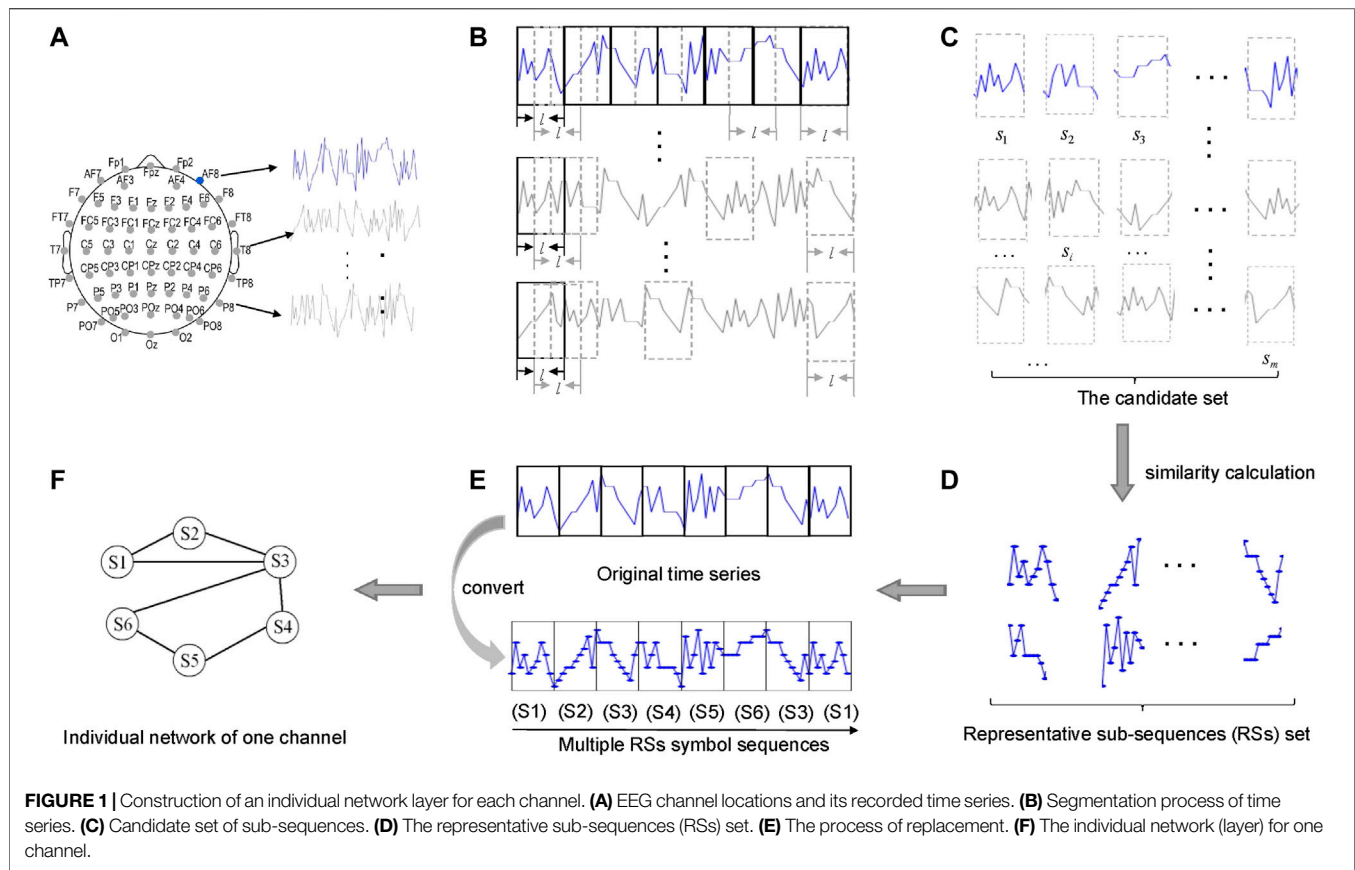 A
Fp1 Fpz Fp2
AF7 AF3 AF4 AF8
F7 F5 F3 F1 Fz F2 F4 F6 F8
FT7 FC5 FC3 FC1 FCz FC2 FC4 FC6 FT8
T7 C5 C3 C1 Cz C2 C4 C6 T8
TP7 CP5 CP3 CP1 CPz CP2 CP4 CP6 TP8
P7 P5 P3 P1 Pz P2 P4 P6 P8
PO7 PO5 PO3 POz PO4 PO6 PO8
O1 Oz O2
B
l l l
l l l
l l
l l
l l
l
C
s1 s2 s3 ...
... si ...
... sm
The candidate set
similarity calculation
D
Representative sub-sequences (RSs) set
E
Original time series
convert
(S1) (S2) (S3) (S4) (S5) (S6) (S3) (S1)
Multiple RSs symbol sequences
F
S2
S1 S3
S6 S4
S5
Individual network of one channel
FIGURE 1 | Construction of an individual network layer for each channel. (A) EEG channel locations and its recorded time series. (B) Segmentation process of time
series. (C) Candidate set of sub-sequences. (D) The representative sub-sequences (RSs) set. (E) The process of replacement. (F) The individual network (layer) for one
channel.